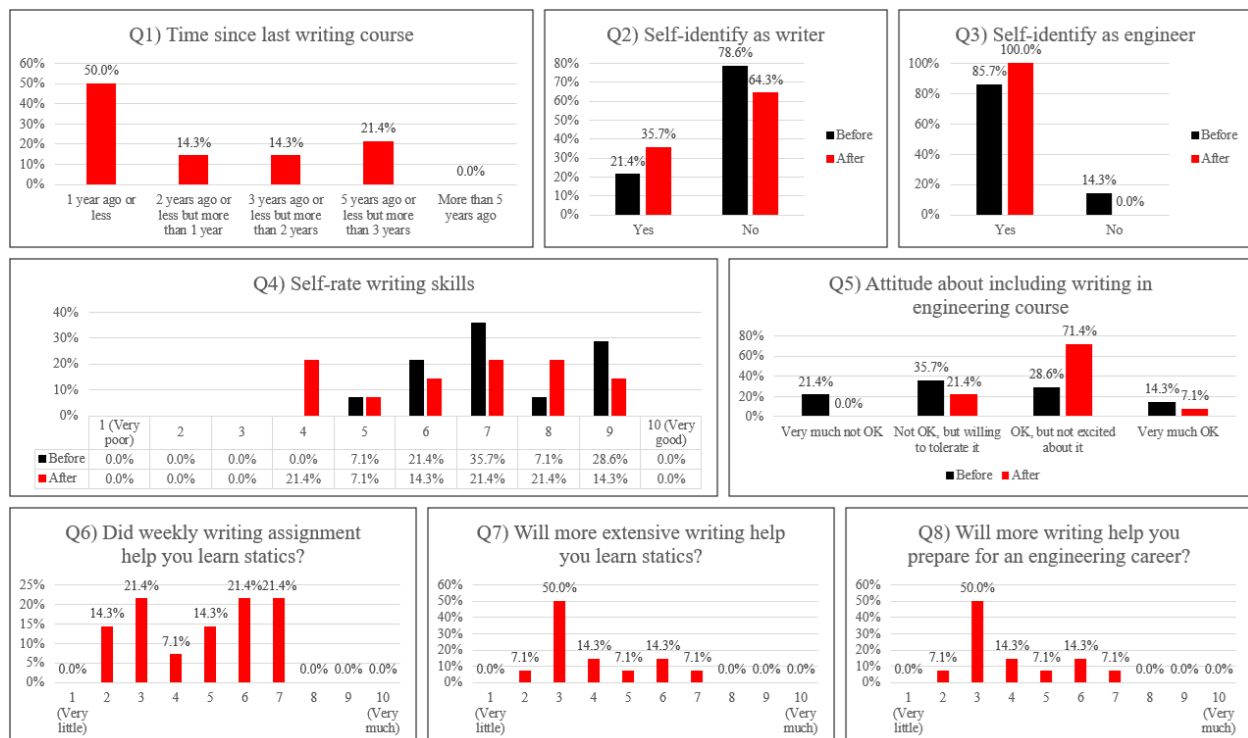 Q1) Time since last writing course
60%
50%
40%
30%
20%
10%
0%
50.0%
14.3%
14.3%
21.4%
0.0%
1 year ago or
less
2 years ago or
less but more
than 1 year
3 years ago or
less but more
than 2 years
5 years ago or
less but more
than 3 years
More than 5
years ago
Q2) Self-identify as writer
80%
70%
60%
50%
40%
30%
20%
10%
0%
21.4%
35.7%
78.6%
64.3%
Yes
No
Before
After
Q3) Self-identify as engineer
100%
80%
60%
40%
20%
0%
85.7%
100.0%
14.3%
0.0%
Yes
No
Before
After
Q4) Self-rate writing skills
40%
30%
20%
10%
0%
1 (Very poor) 2 3 4 5 6 7 8 9 10 (Very good)
Before 0.0% 0.0% 0.0% 0.0% 7.1% 21.4% 35.7% 7.1% 28.6% 0.0%
After 0.0% 0.0% 0.0% 21.4% 7.1% 14.3% 21.4% 21.4% 14.3% 0.0%
Q5) Attitude about including writing in
engineering course
80%
60%
40%
20%
0%
21.4%
0.0%
35.7%
21.4%
28.6%
71.4%
14.3%
7.1%
Very much not OK
Not OK, but willing
to tolerate it
OK, but not excited
about it
Very much OK
Before After
Q6) Did weekly writing assignment
help you learn statics?
25%
20%
15%
10%
5%
0%
0.0% 14.3% 21.4% 7.1% 14.3% 21.4% 21.4% 0.0% 0.0% 0.0%
1 2 3 4 5 6 7 8 9 10
(Very (Very
little) much)
Q7) Will more extensive writing help
you learn statics?
60%
50%
40%
30%
20%
10%
0%
0.0% 7.1% 50.0% 14.3% 7.1% 14.3% 7.1% 0.0% 0.0% 0.0%
1 2 3 4 5 6 7 8 9 10
(Very (Very
little) much)
Q8) Will more writing help you
prepare for an engineering career?
60%
50%
40%
30%
20%
10%
0%
0.0% 7.1% 50.0% 14.3% 7.1% 14.3% 7.1% 0.0% 0.0% 0.0%
1 2 3 4 5 6 7 8 9 10
(Very (Very
little) much)